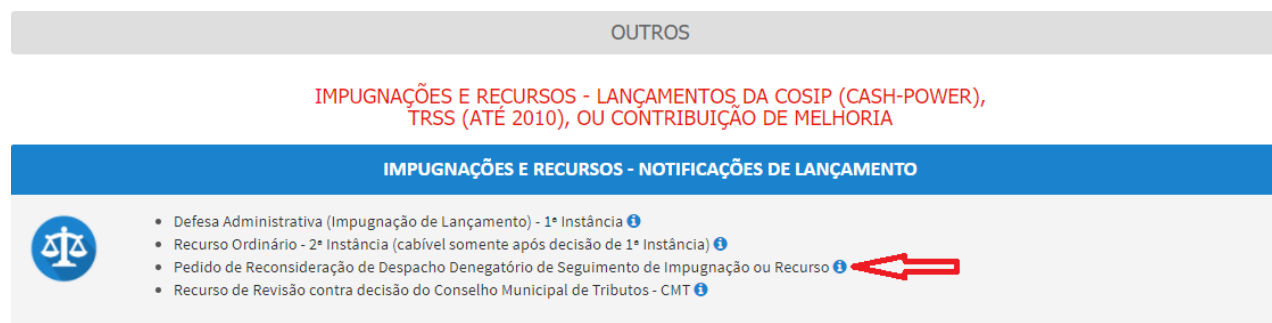 OUTROS
IMPUGNAÇÕES E RECURSOS - LANÇAMENTOS DA COSIP (CASH-POWER),
TRSS (ATÉ 2010), OU CONTRIBUIÇÃO DE MELHORIA
IMPUGNAÇÕES E RECURSOS - NOTIFICAÇÕES DE LANÇAMENTO
• Defesa Administrativa (Impugnação de Lançamento) - 1ª Instância
• Recurso Ordinário - 2ª Instância (cabível somente após decisão de 1ª Instância)
• Pedido de Reconsideração de Despacho Denegatório de Seguimento de Impugnação ou Recurso
• Recurso de Revisão contra decisão do Conselho Municipal de Tributos - CMT